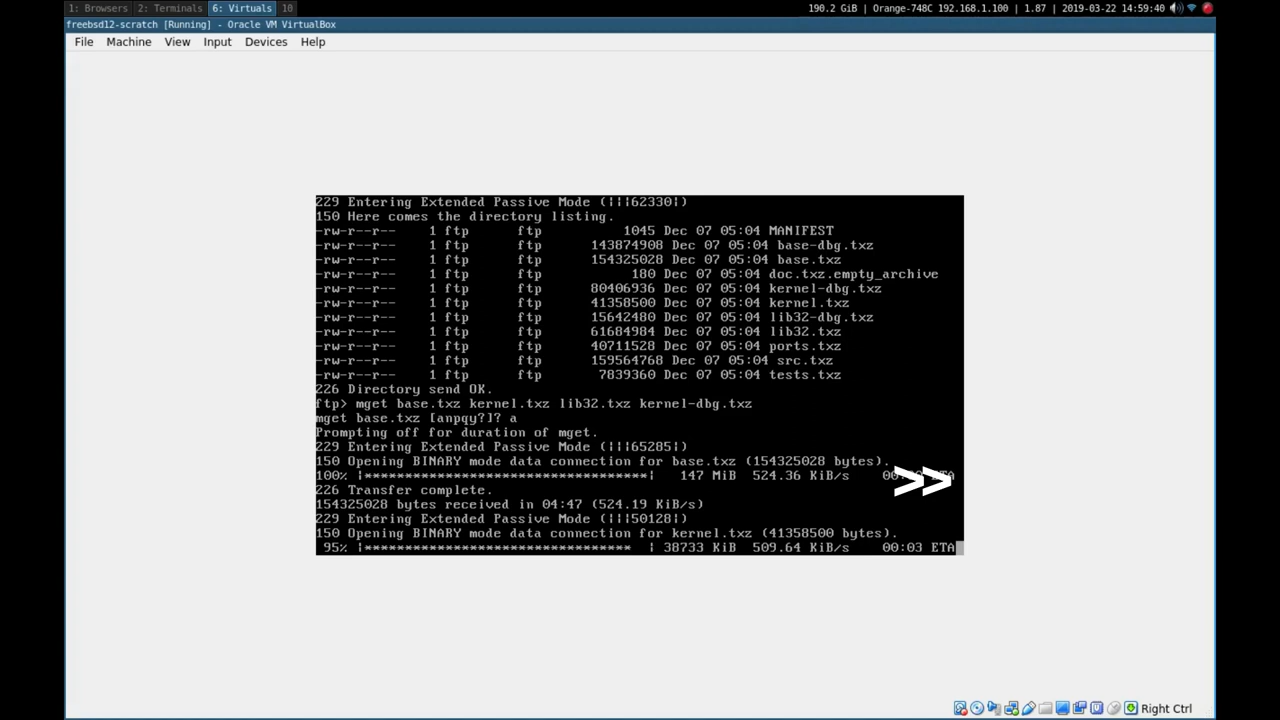 1: Browsers 2: Terminals 6: Virtuals 10 190.2 GiB | Orange-748C 192.168.1.100 | 1.87 | 2019-03-22 14:59:40
freebsd12-scratch [Running] - Oracle VM VirtualBox
File Machine View Input Devices Help
229 Entering Extended Passive Mode (|||62330|)
150 Here comes the directory listing.
-rw-r--r-- 1 ftp ftp 1045 Dec 07 05:04 MANIFEST
-rw-r--r-- 1 ftp ftp 143874908 Dec 07 05:04 base-dbg.txz
-rw-r--r-- 1 ftp ftp 154325028 Dec 07 05:04 base.txz
-rw-r--r-- 1 ftp ftp 180 Dec 07 05:04 doc.txz.empty_archive
-rw-r--r-- 1 ftp ftp 80406936 Dec 07 05:04 kernel-dbg.txz
-rw-r--r-- 1 ftp ftp 41358500 Dec 07 05:04 kernel.txz
-rw-r--r-- 1 ftp ftp 15642480 Dec 07 05:04 lib32-dbg.txz
-rw-r--r-- 1 ftp ftp 61684984 Dec 07 05:04 lib32.txz
-rw-r--r-- 1 ftp ftp 40711528 Dec 07 05:04 ports.txz
-rw-r--r-- 1 ftp ftp 159564768 Dec 07 05:04 src.txz
-rw-r--r-- 1 ftp ftp 7839360 Dec 07 05:04 tests.txz
226 Directory send OK.
ftp> mget base.txz kernel.txz lib32.txz kernel-dbg.txz
mget base.txz [anpqy?]? a
Prompting off for duration of mget.
229 Entering Extended Passive Mode (|||65285|)
150 Opening BINARY mode data connection for base.txz (154325028 bytes).
100% |***********************************| 147 MiB 524.36 KiB/s ETA
226 Transfer complete.
154325028 bytes received in 04:47 (524.19 KiB/s)
229 Entering Extended Passive Mode (|||50128|)
150 Opening BINARY mode data connection for kernel.txz (41358500 bytes).
95% |********************************* | 38733 KiB 509.64 KiB/s 00:03 ETA
Right Ctrl